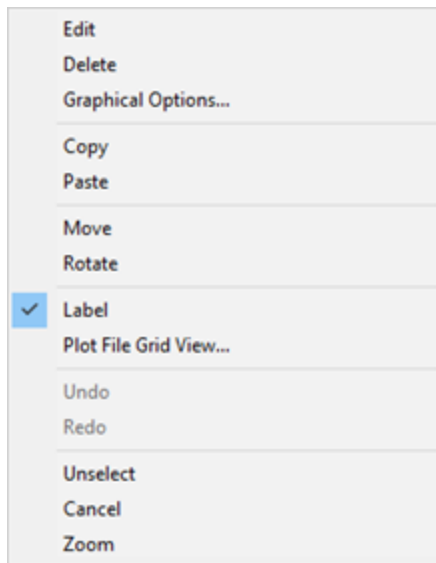 Edit
Delete
Graphical Options...
Copy
Paste
Move
Rotate
Label
Plot File Grid View...
Undo
Redo
Unselect
Cancel
Zoom